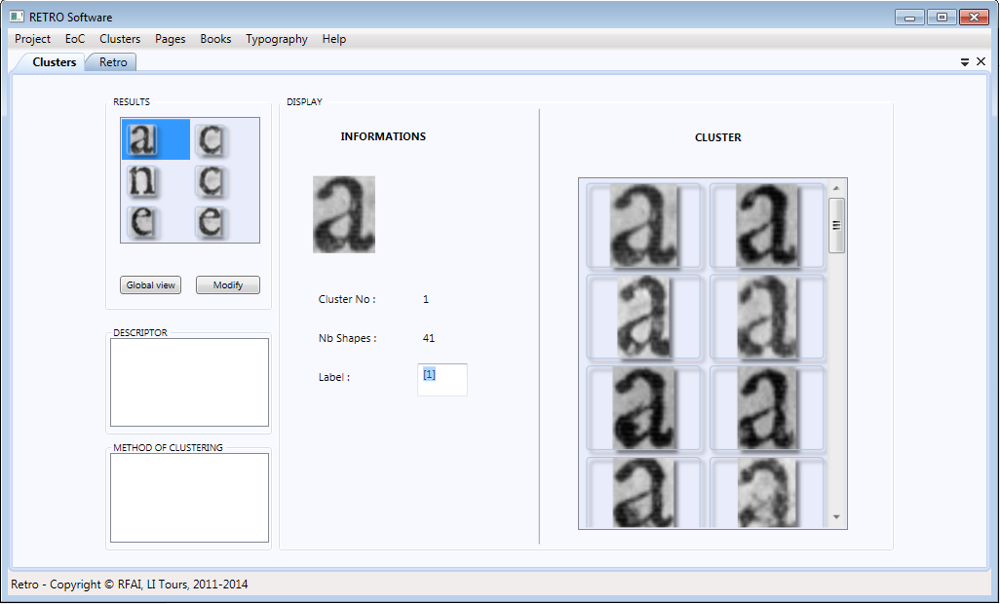 RETRO Software
Project EoC Clusters Pages Books Typography Help
Clusters Retro
RESULTS
a c
n c
e e
Global view Modify
DESCRIPTOR
METHOD OF CLUSTERING
DISPLAY
INFORMATIONS
a
Cluster No : 1
Nb Shapes : 41
Label : [1]
CLUSTER
a a
a a
a a
a a
Retro - Copyright © RFAI, LI Tours, 2011-2014